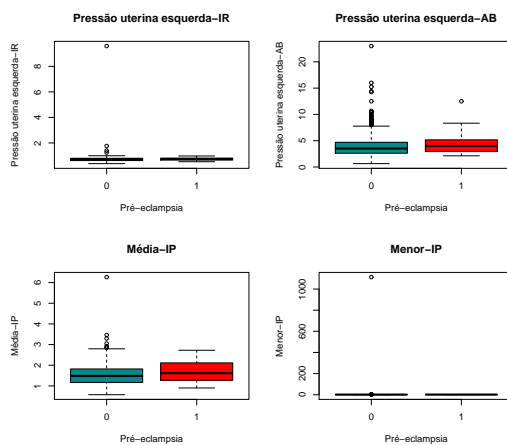 Pressão uterina esquerda−IR
Pressão uterina esquerda−IR
2
4
6
8
0
1
Pré−eclampsia
Pressão uterina esquerda−AB
Pressão uterina esquerda−AB
0
5
10
15
20
0
1
Pré−eclampsia
Média−IP
Média−IP
1
2
3
4
5
6
0
1
Pré−eclampsia
Menor−IP
Menor−IP
0
200
600
1000
0
1
Pré−eclampsia